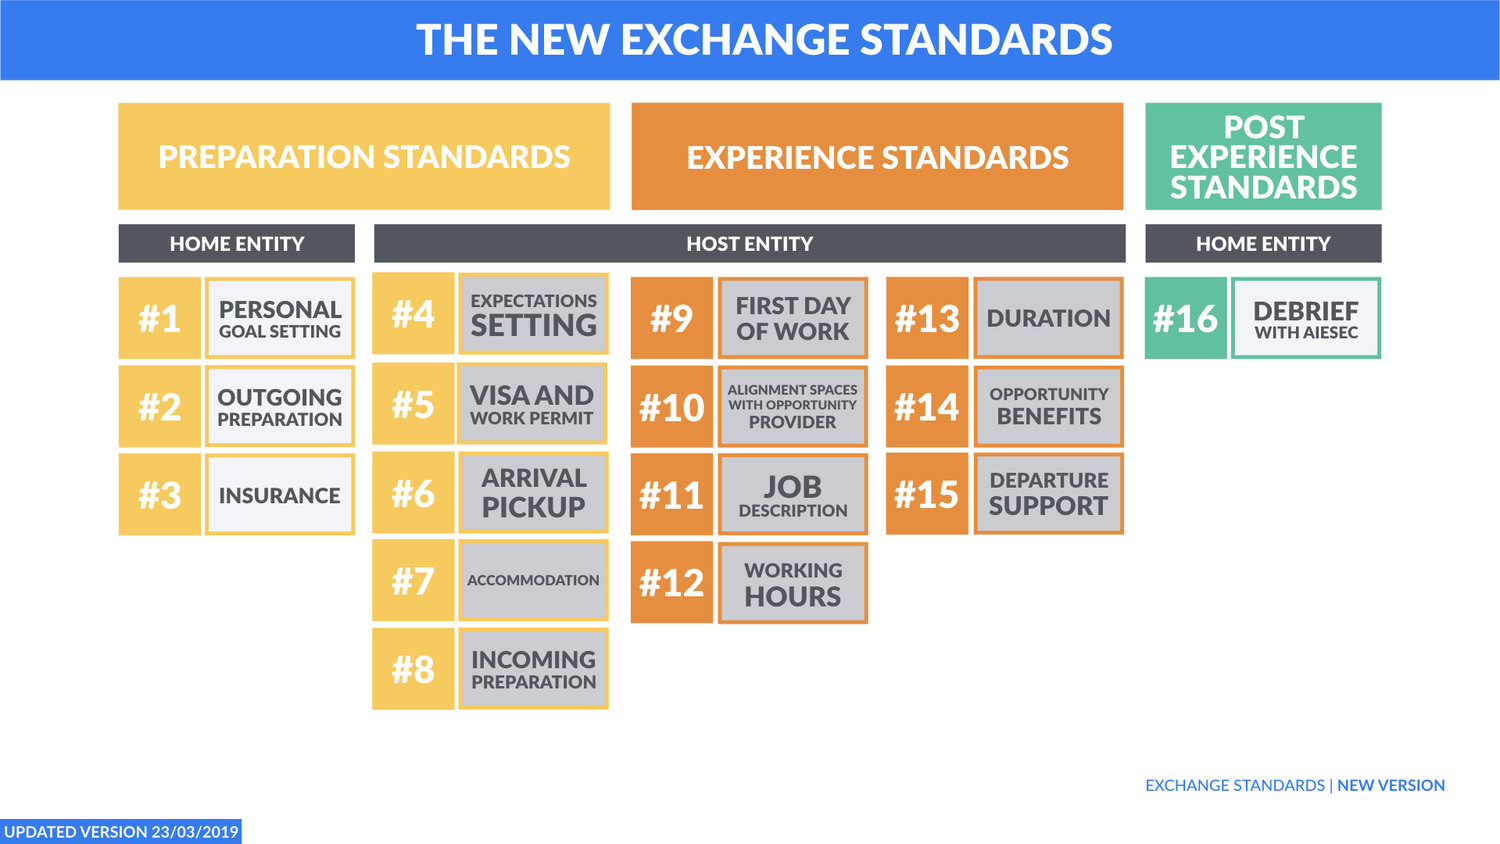 THE NEW EXCHANGE STANDARDS
PREPARATION STANDARDS
EXPERIENCE STANDARDS
POST
EXPERIENCE
STANDARDS
HOME ENTITY
HOST ENTITY
HOME ENTITY
#1
PERSONAL
GOAL SETTING
#2
OUTGOING
PREPARATION
#3
INSURANCE
#4
EXPECTATIONS
SETTING
#5
VISA AND
WORK PERMIT
#6
ARRIVAL
PICKUP
#7
ACCOMMODATION
#8
INCOMING
PREPARATION
#9
FIRST DAY
OF WORK
#10
ALIGNMENT SPACES
WITH OPPORTUNITY
PROVIDER
#11
JOB
DESCRIPTION
#12
WORKING
HOURS
#13
DURATION
#14
OPPORTUNITY
BENEFITS
#15
DEPARTURE
SUPPORT
#16
DEBRIEF
WITH AIESEC
EXCHANGE STANDARDS | NEW VERSION
UPDATED VERSION 23/03/2019